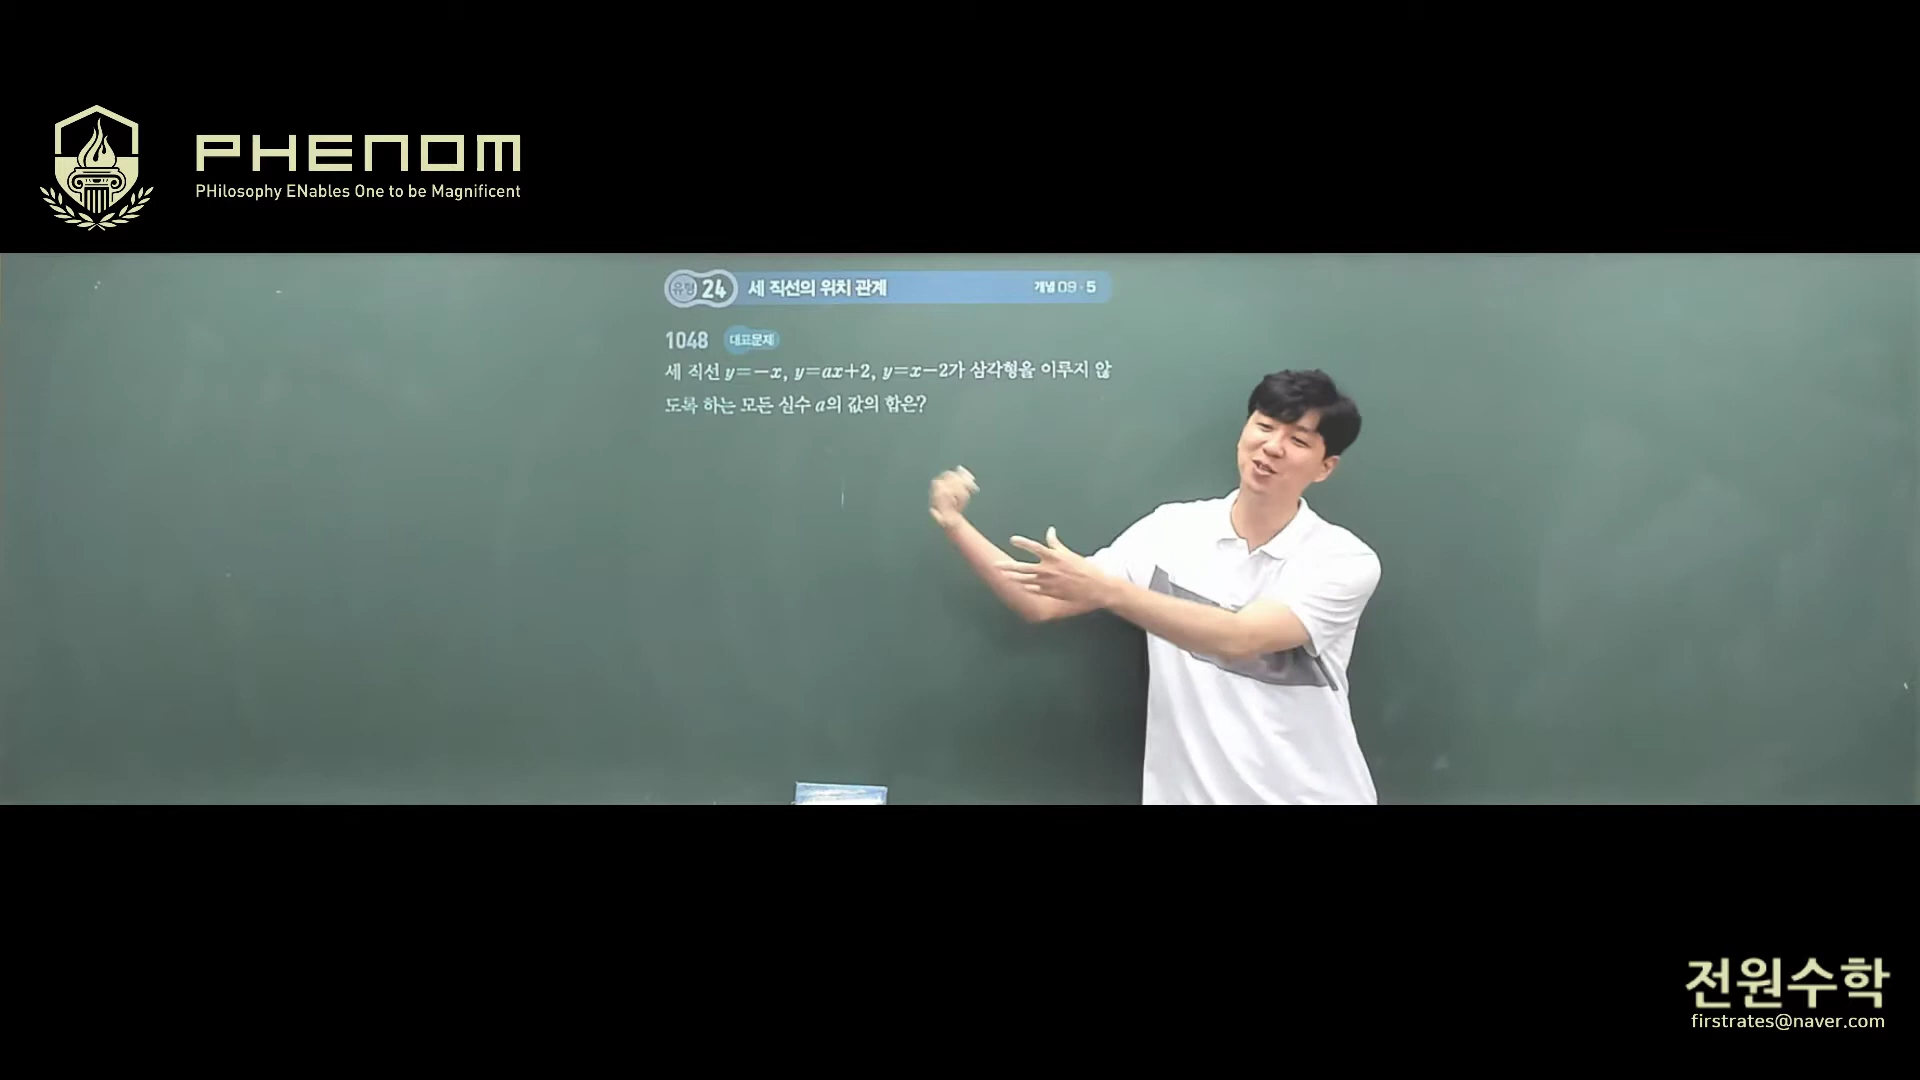 PHENOM
PHilosophy ENables One to be Magnificent
유형 24 세 직선의 위치 관계 개념 09 - 5
1048 대표문제
세 직선 y=-x, y=ax+2, y=x-2가 삼각형을 이루지 않
도록 하는 모든 실수 a의 값의 합은?
전원수학
firstrates@naver.com